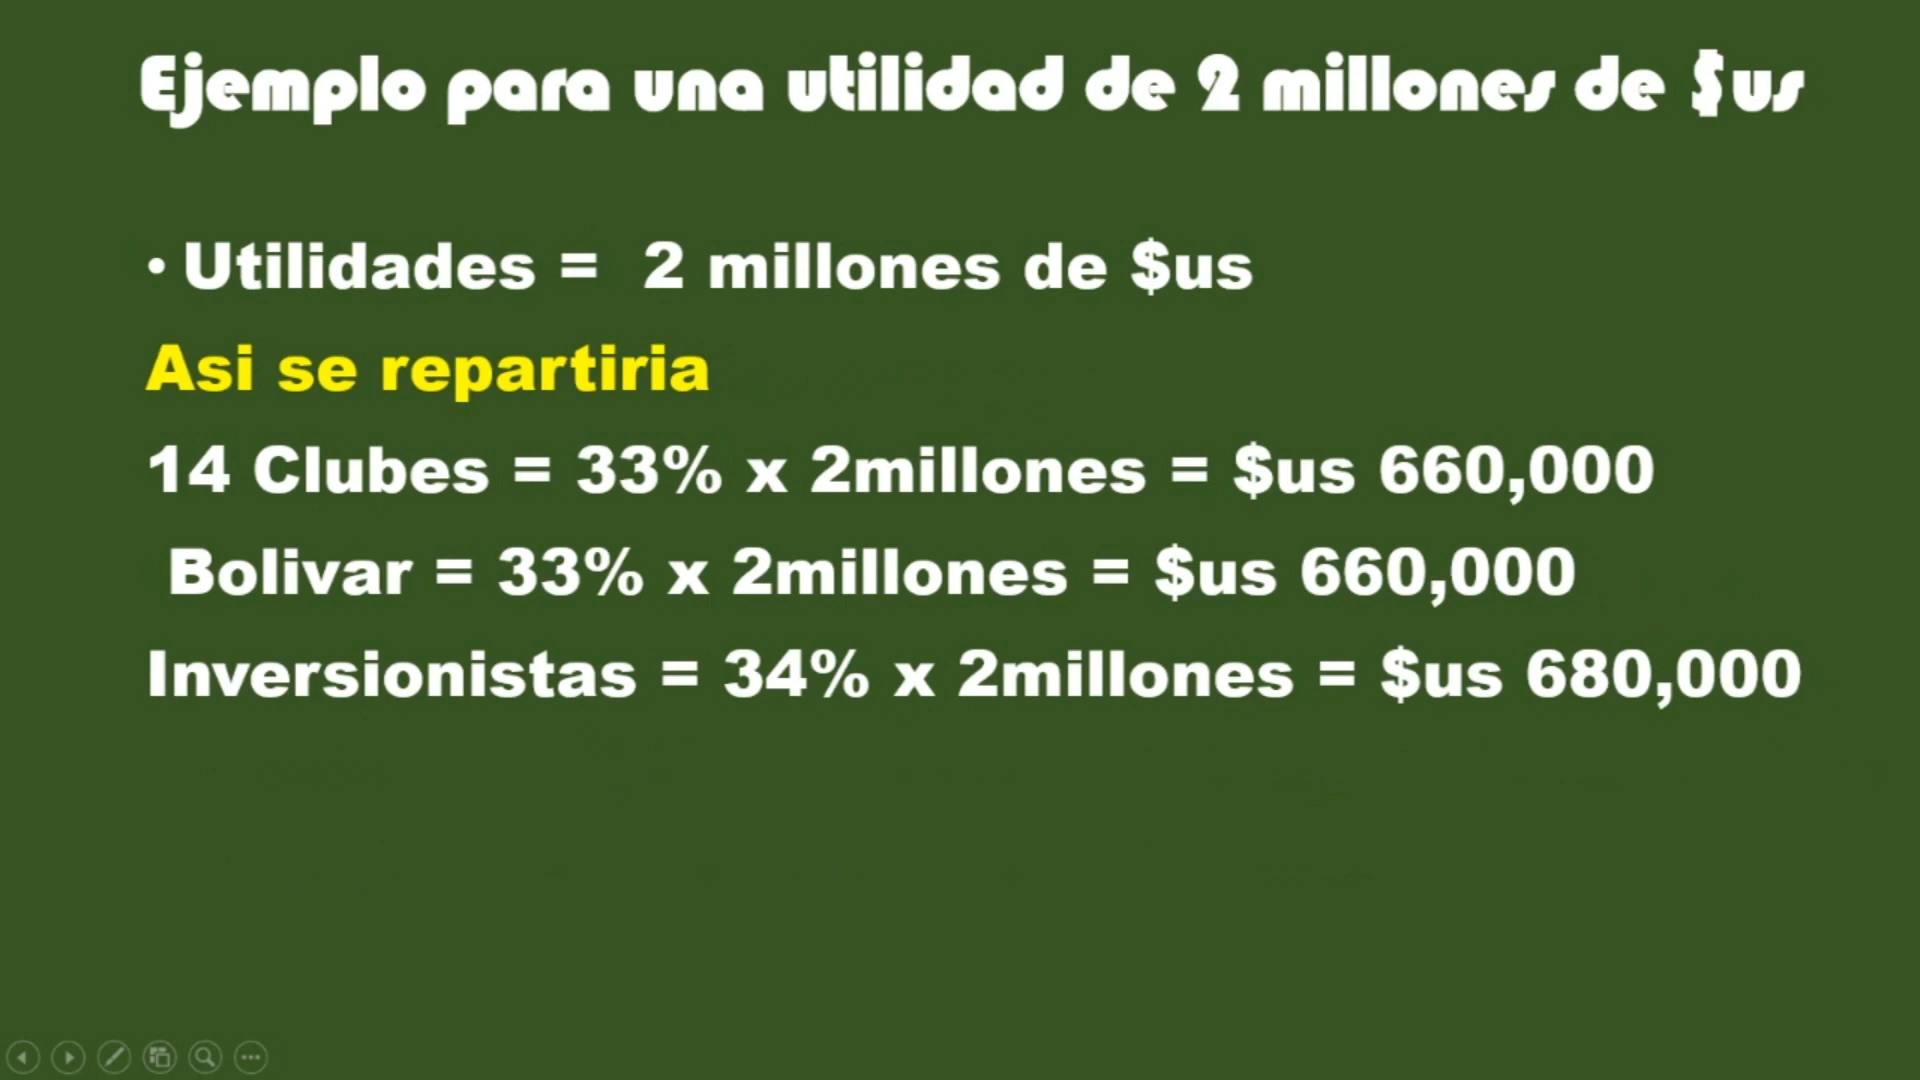 Ejemplo para una utilidad de 2 millones de $us
• Utilidades =  2 millones de $us
Asi se repartiria
14 Clubes = 33% x 2millones = $us 660,000
Bolivar = 33% x 2millones = $us 660,000
Inversionistas = 34% x 2millones = $us 680,000